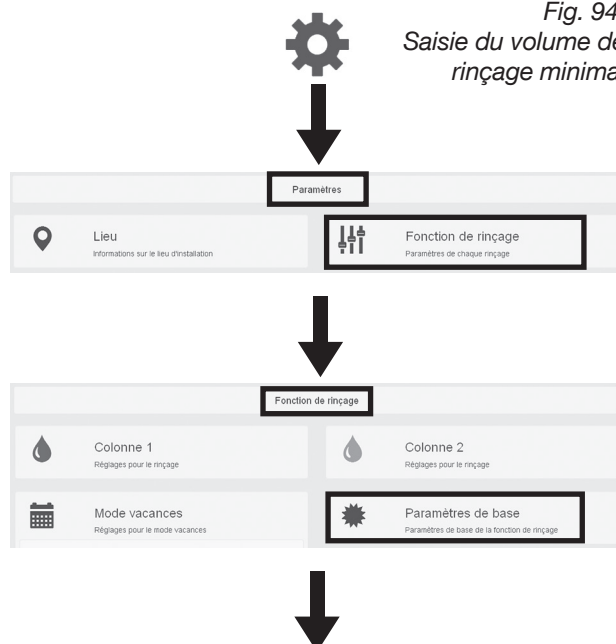 Fig. 94
Saisie du volume de
rinçage minima
Paramètres
Lieu
Informations sur le lieu d'installation
Fonction de rinçage
Paramètres de chaque rinçage
Fonction de rinçage
Colonne 1
Réglages pour le rinçage
Colonne 2
Réglages pour le rinçage
Mode vacances
Réglages pour le mode vacances
Paramètres de base
Paramètres de base de la fonction de rinçage